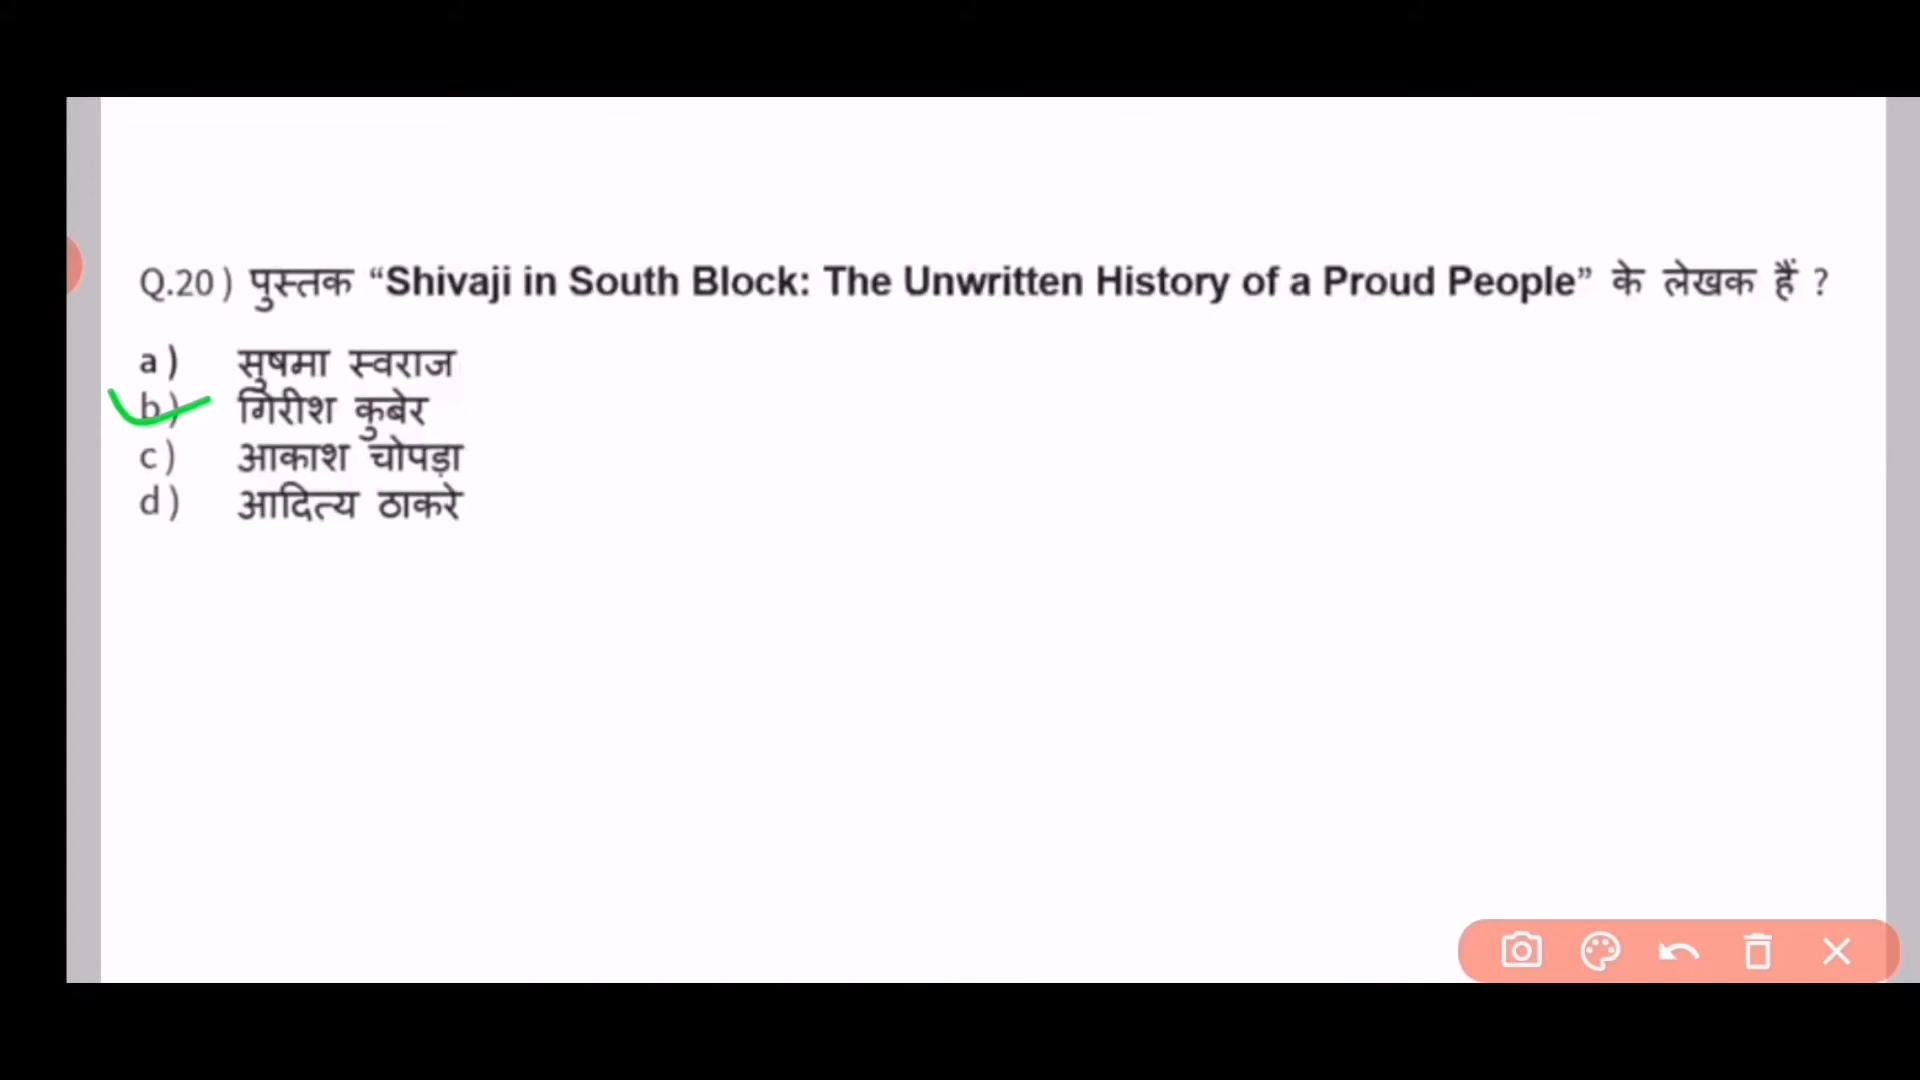 Q.20) पुस्तक “Shivaji in South Block: The Unwritten History of a Proud People” के लेखक हैं ?
a) सुषमा स्वराज
b) गिरीश कुबेर
c) आकाश चोपड़ा
d) आदित्य ठाकरे